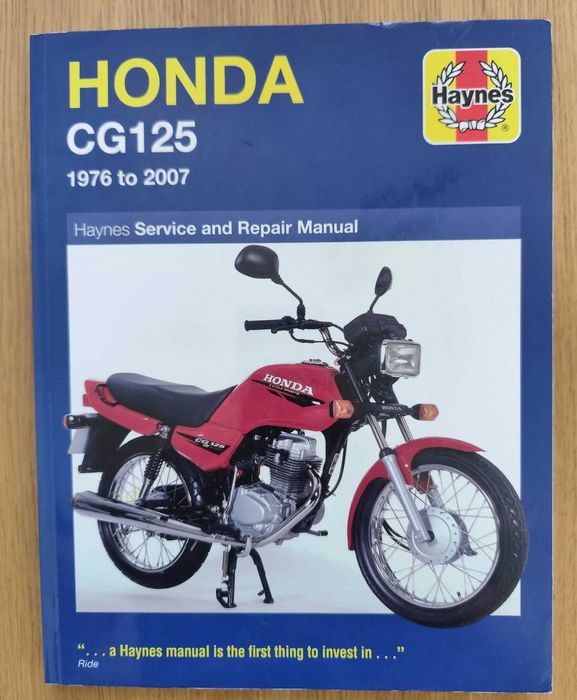 HONDA
Haynes
®
CG125
1976 to 2007
Haynes Service and Repair Manual
HONDA
HONDA
CG125
"... a Haynes manual is the first thing to invest in ..."
Ride